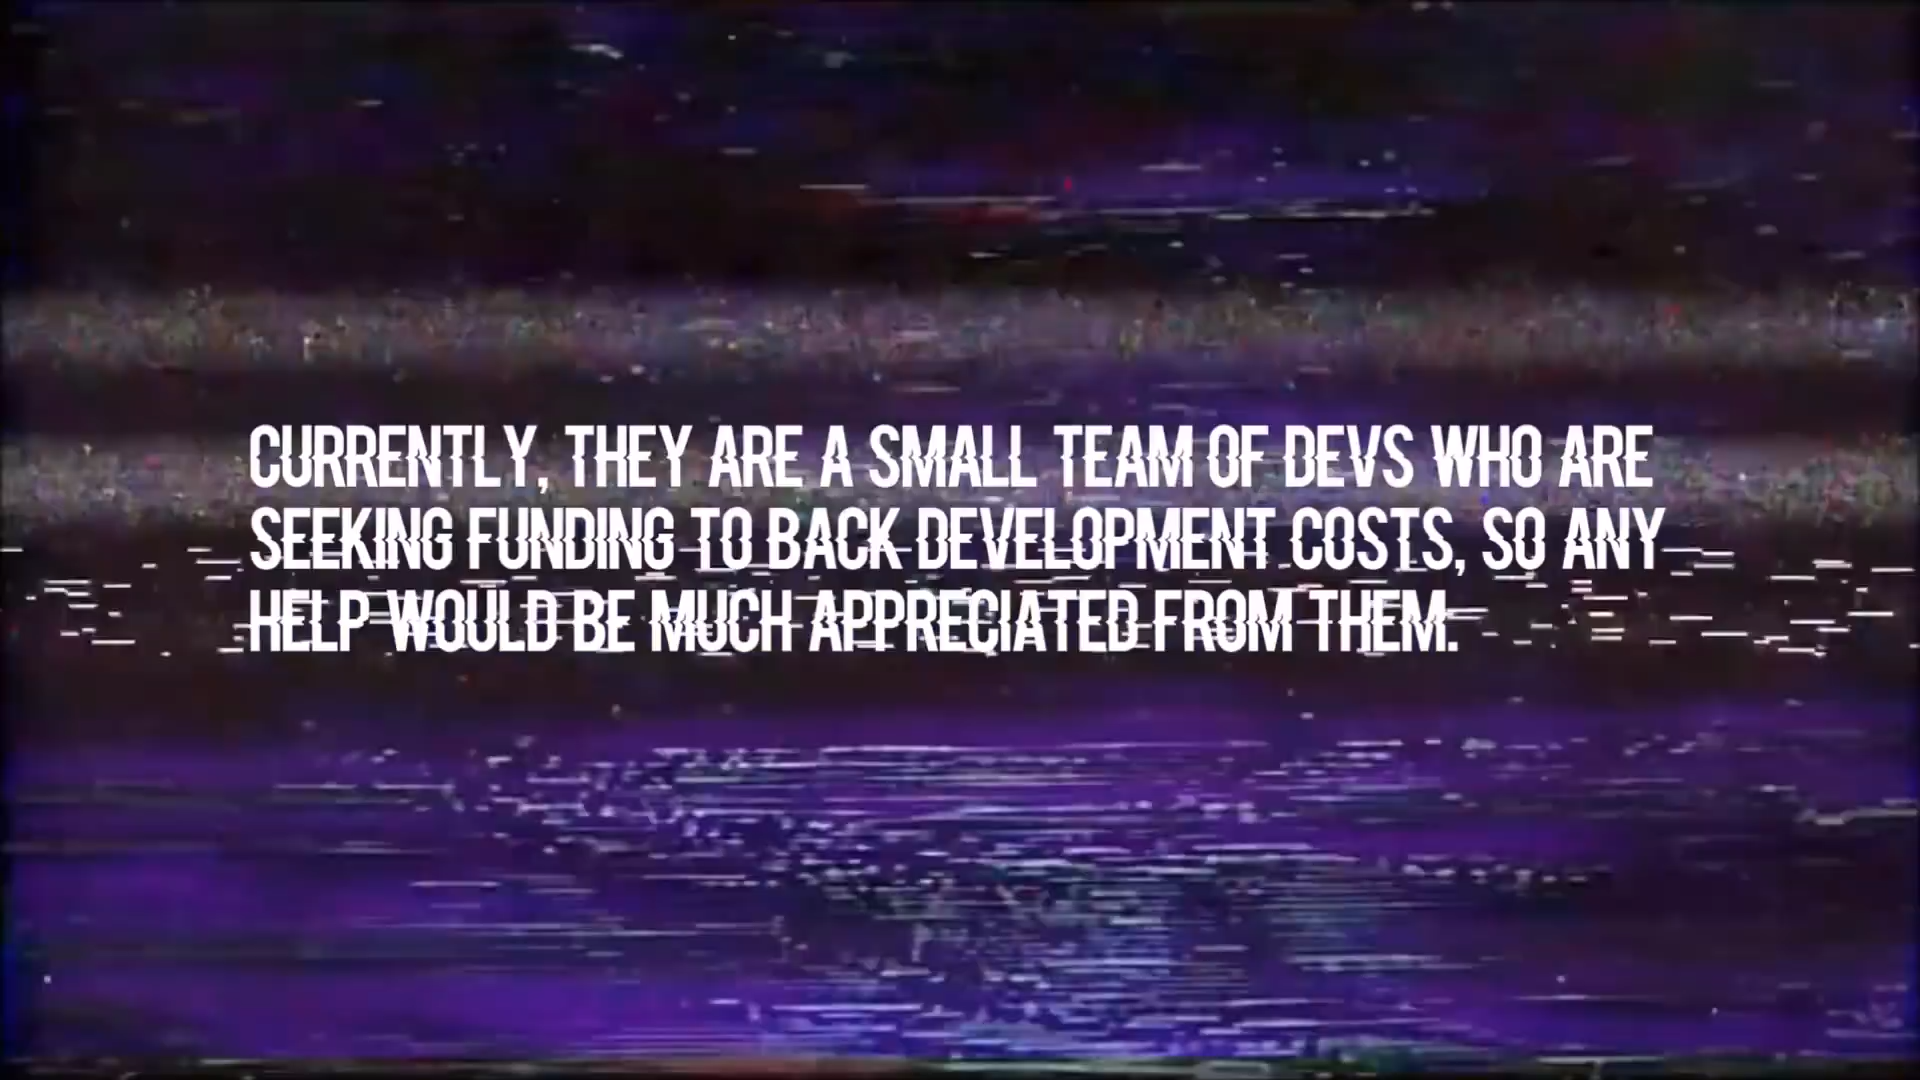 CURRENTLY, THEY ARE A SMALL TEAM OF DEVS WHO ARE
SEEKING FUNDING TO BACK DEVELOPMENT COSTS, SO ANY
HELP WOULD BE MUCH APPRECIATED FROM THEM.